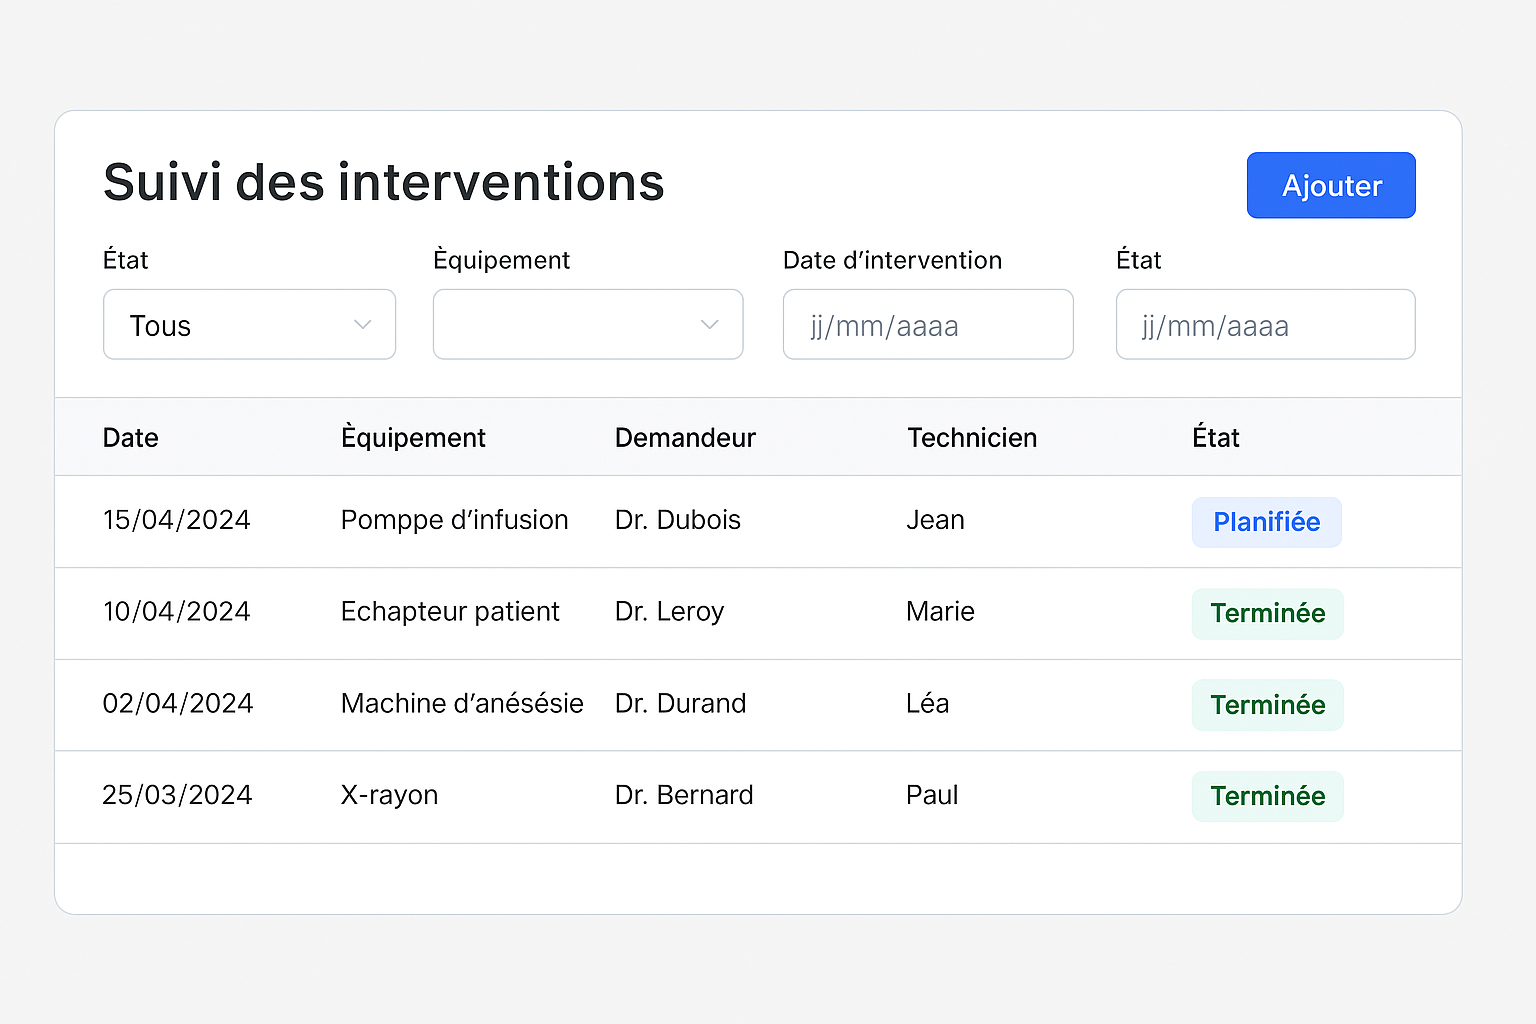 Suivi des interventions
Ajouter
État
Èquipement
Date d’intervention
État
Tous
jj/mm/aaaa
jj/mm/aaaa
Date Èquipement Demandeur Technicien État
15/04/2024 Pomppe d’infusion Dr. Dubois Jean Planifiée
10/04/2024 Echapteur patient Dr. Leroy Marie Terminée
02/04/2024 Machine d’anésésie Dr. Durand Léa Terminée
25/03/2024 X-rayon Dr. Bernard Paul Terminée